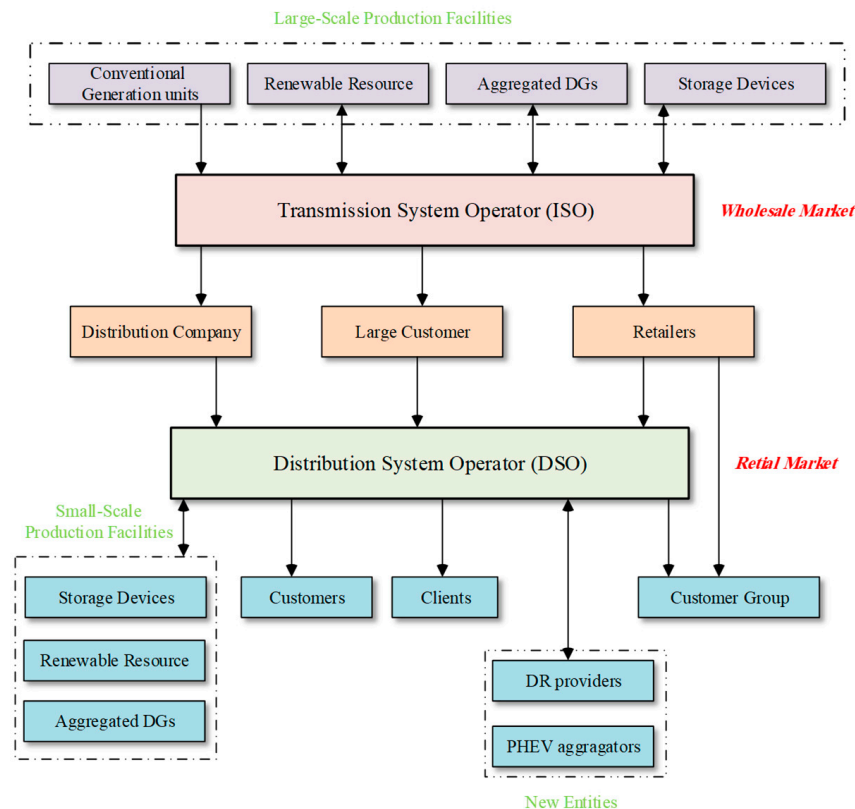 Large-Scale Production Facilities
Conventional
Generation units
Renewable Resource
Aggregated DGs
Storage Devices
Transmission System Operator (ISO)
Wholesale Market
Distribution Company
Large Customer
Retailers
Distribution System Operator (DSO)
Retial Market
Small-Scale
Production Facilities
Storage Devices
Customers
Clients
Customer Group
Renewable Resource
DR providers
Aggregated DGs
PHEV aggragators
New Entities